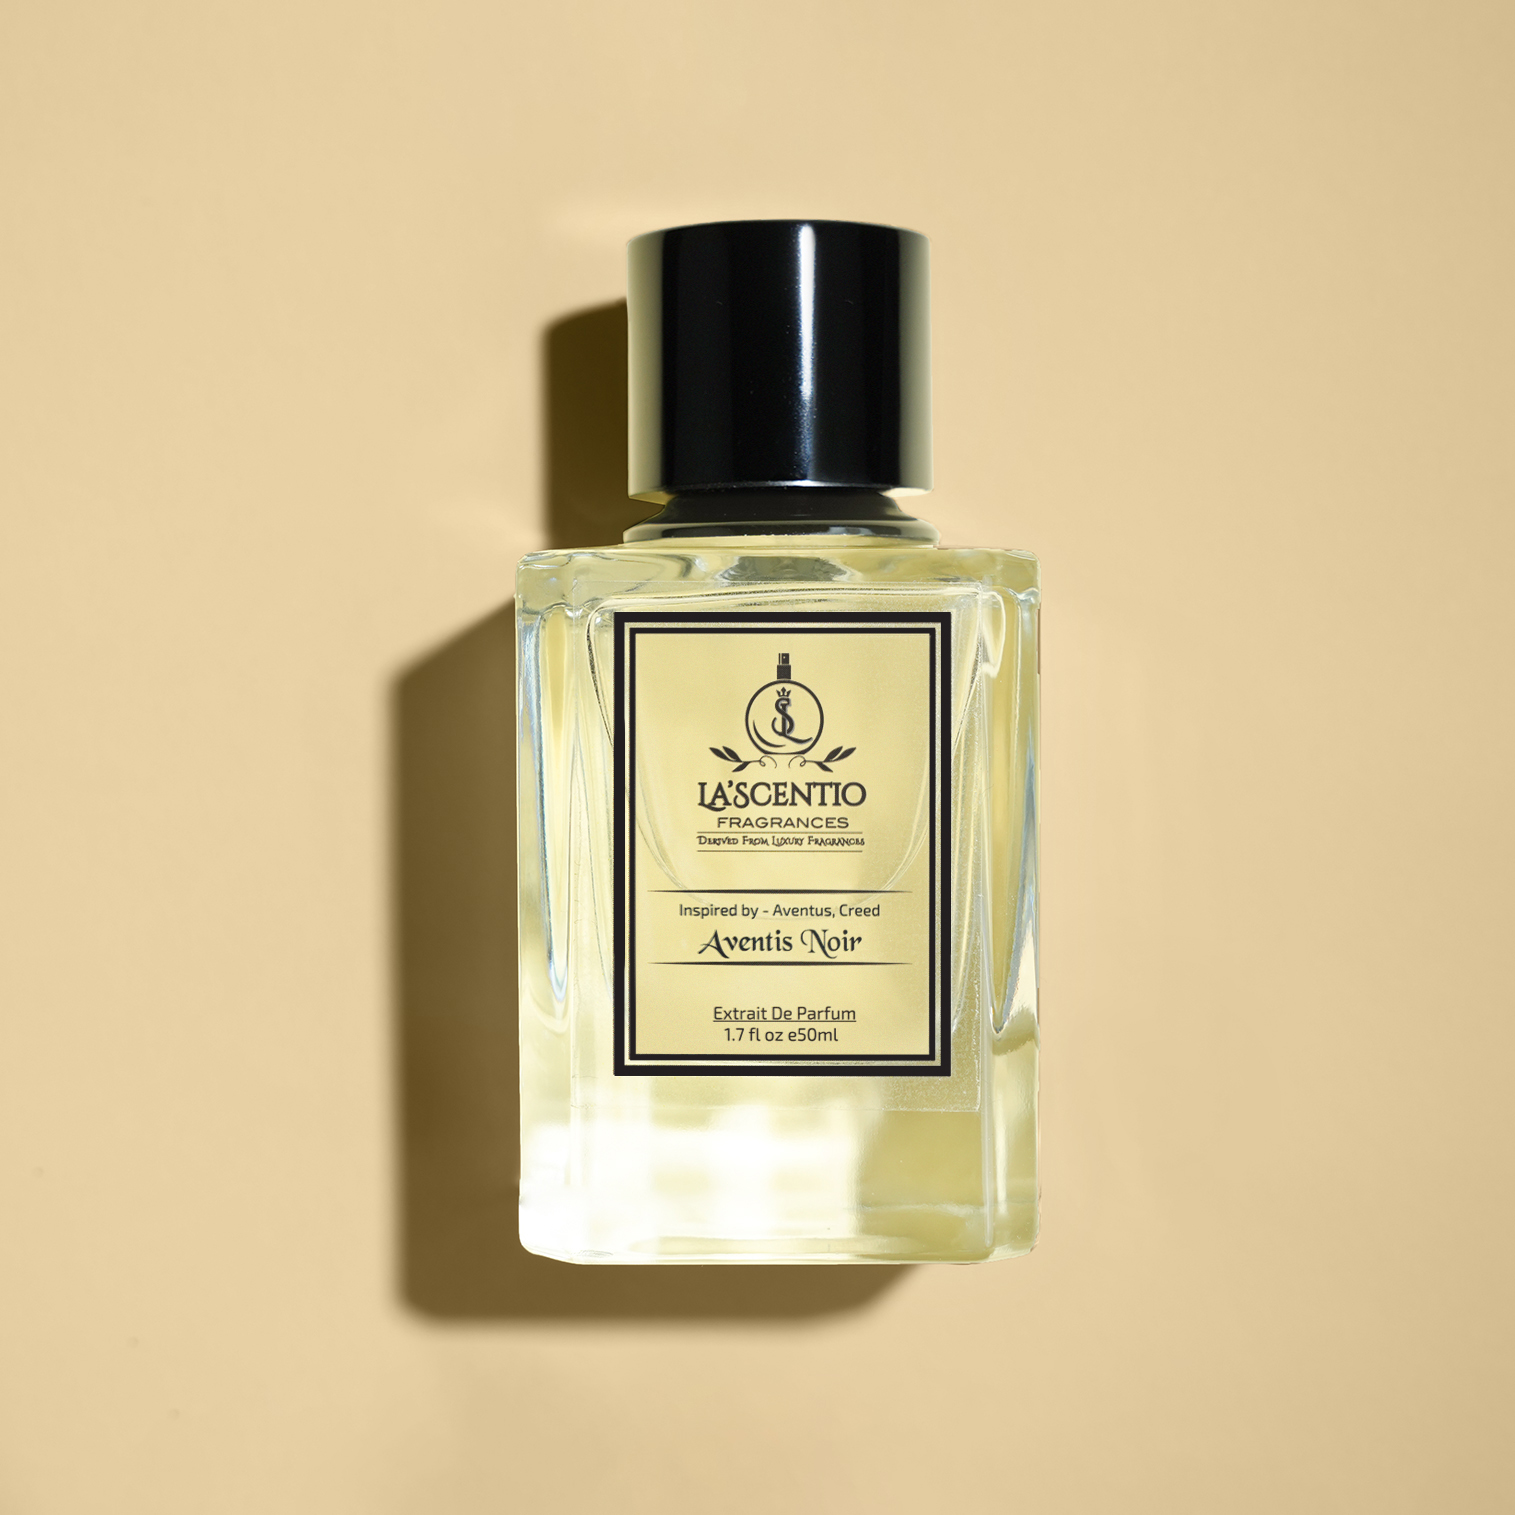 SL
LA'SCENTIO
FRAGRANCES
DERIVED FROM LUXURY FRAGRANCES
Inspired by - Aventus, Creed
Aventis Noir
Extrait De Parfum
1.7 fl oz e50ml